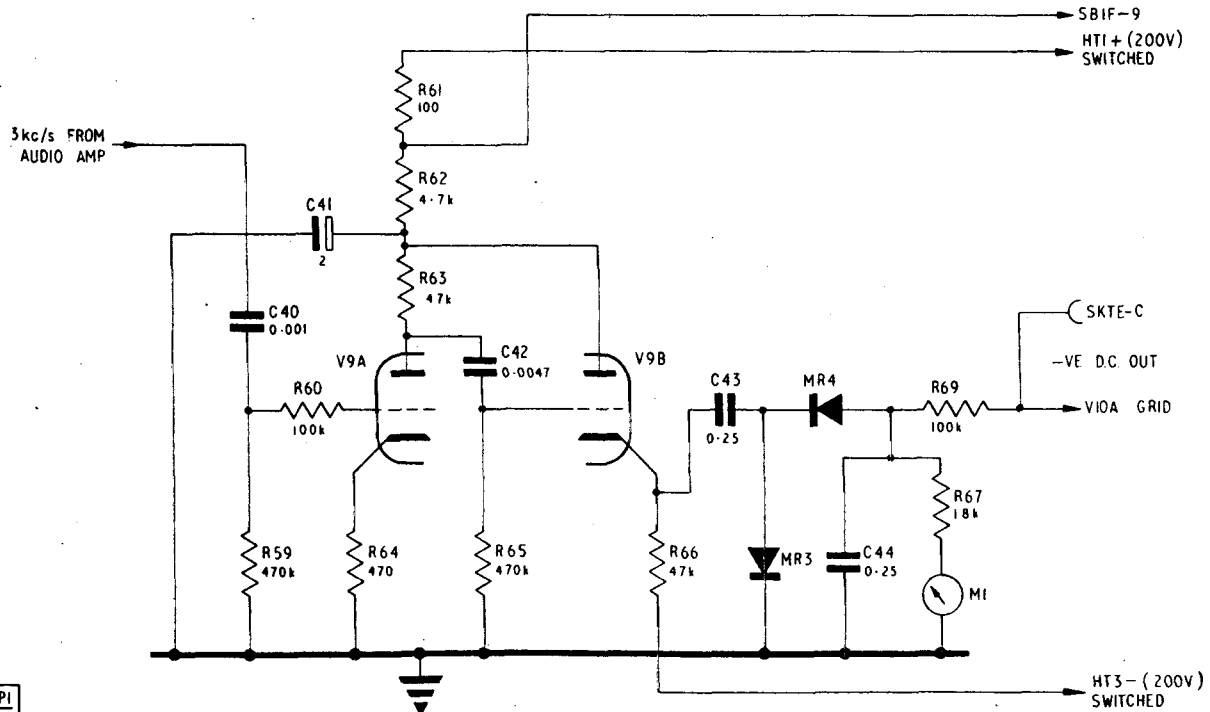 SBIF-9
HT1+(200V)
SWITCHED
R61
100
3kc/s FROM
AUDIO AMP
R62
4·7k
C41
2
R63
47k
C40
0·001
V9A
C42
0·0047
V9B
SKTE-C
-VE D.C. OUT
C43
0·25
MR4
R69
100k
V10A GRID
R60
100k
R67
18k
R59
470k
R64
470
R65
470k
R66
47k
MR3
C44
0·25
M1
HT3-(200V)
SWITCHED
P1